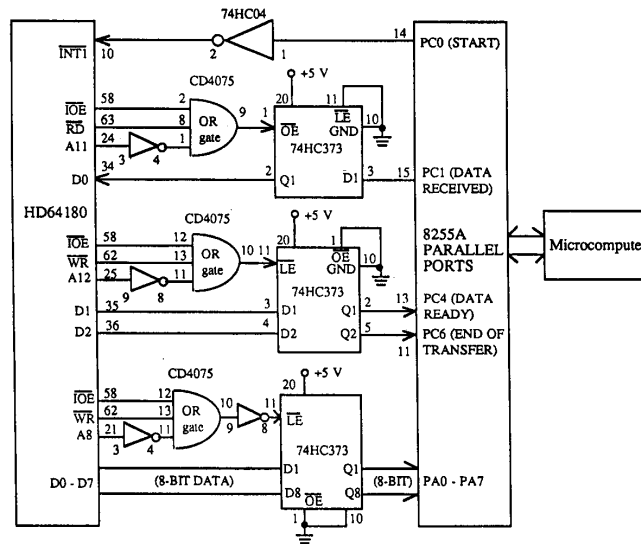 74HC04
INT1
10
2
1
14
PC0 (START)
CD4075
+5 V
IOE
58
2
20
11
LE
RD
63
8
OR
gate
9
1
OE
GND
10
A11
24
3
4
1
74HC373
34
D0
2
Q1
D1
3
15
PC1 (DATA
RECEIVED)
HD64180
CD4075
+5 V
8255A
PARALLEL
PORTS
Microcompute
IOE
58
12
20
1
OE
WR
62
13
OR
gate
10
11
LE
GND
10
A12
25
9
8
11
74HC373
D1
35
3
D1
Q1
2
13
PC4 (DATA
READY)
D2
36
4
D2
Q2
5
11
PC6 (END OF
TRANSFER)
CD4075
+5 V
IOE
58
12
20
WR
62
13
OR
gate
10
9
8
11
LE
A8
21
3
4
11
74HC373
D0 - D7
(8-BIT DATA)
D1
Q1
D8
Q8
(8-BIT)
PA0 - PA7
OE
1
10